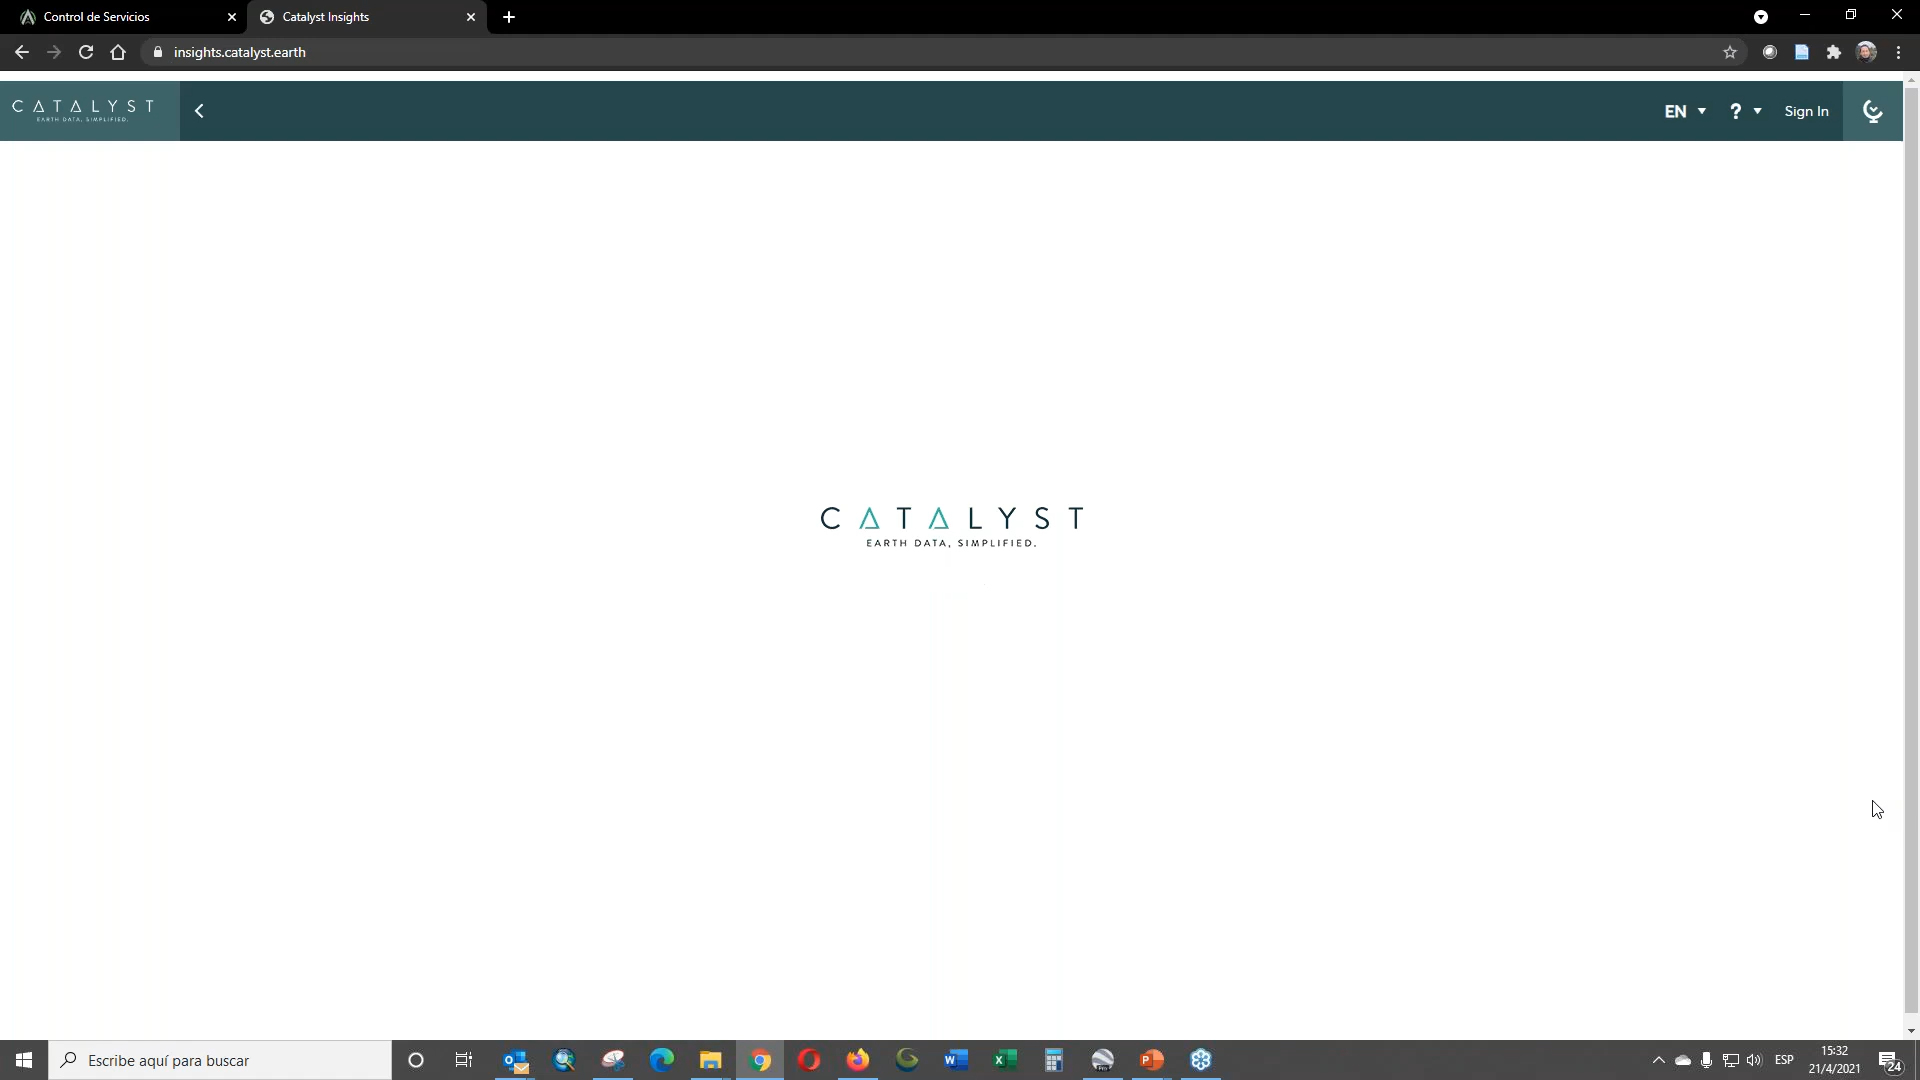 Control de Servicios
Catalyst Insights
insights.catalyst.earth
CATALYST
EARTH DATA, SIMPLIFIED.
EN
?
Sign In
CATALYST
EARTH DATA, SIMPLIFIED.
Escribe aquí para buscar
ESP
15:32
21/4/2021
24